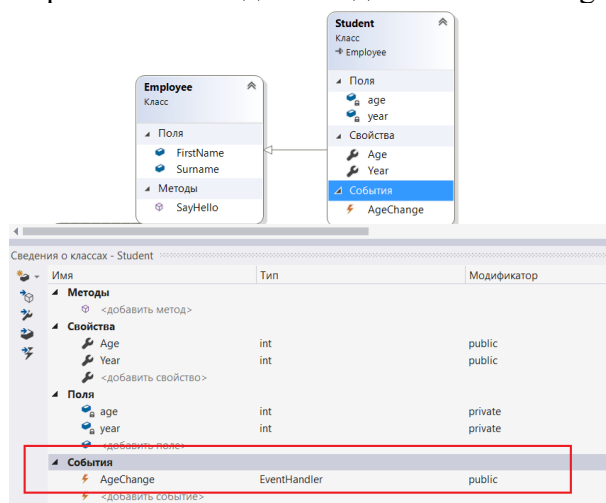 Student
Класс
Employee
Поля
age
year
Свойства
Age
Year
События
AgeChange
Employee
Класс
Поля
FirstName
Surname
Методы
SayHello
Сведения о классах - Student
Имя Тип Модификатор
Методы
<добавить метод>
Свойства
Age int public
Year int public
<добавить свойство>
Поля
age int private
year int private
<добавить поле>
События
AgeChange EventHandler public
<добавить событие>